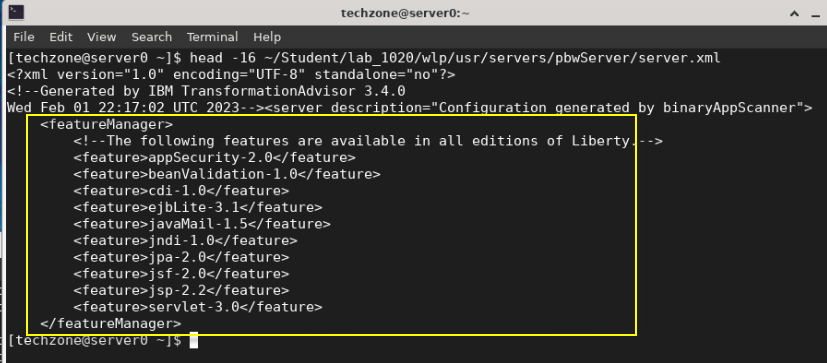 techzone@server0:~
File Edit View Search Terminal Help
[techzone@server0 ~]$ head -16 ~/Student/lab_1020/wlp/usr/servers/pbwServer/server.xml
<?xml version="1.0" encoding="UTF-8" standalone="no"?>
<!--Generated by IBM TransformationAdvisor 3.4.0
Wed Feb 01 22:17:02 UTC 2023--><server description="Configuration generated by binaryAppScanner">
    <featureManager>
        <!--The following features are available in all editions of Liberty.-->
        <feature>appSecurity-2.0</feature>
        <feature>beanValidation-1.0</feature>
        <feature>cdi-1.0</feature>
        <feature>ejbLite-3.1</feature>
        <feature>javaMail-1.5</feature>
        <feature>jndi-1.0</feature>
        <feature>jpa-2.0</feature>
        <feature>jsf-2.0</feature>
        <feature>jsp-2.2</feature>
        <feature>servlet-3.0</feature>
    </featureManager>
[techzone@server0 ~]$